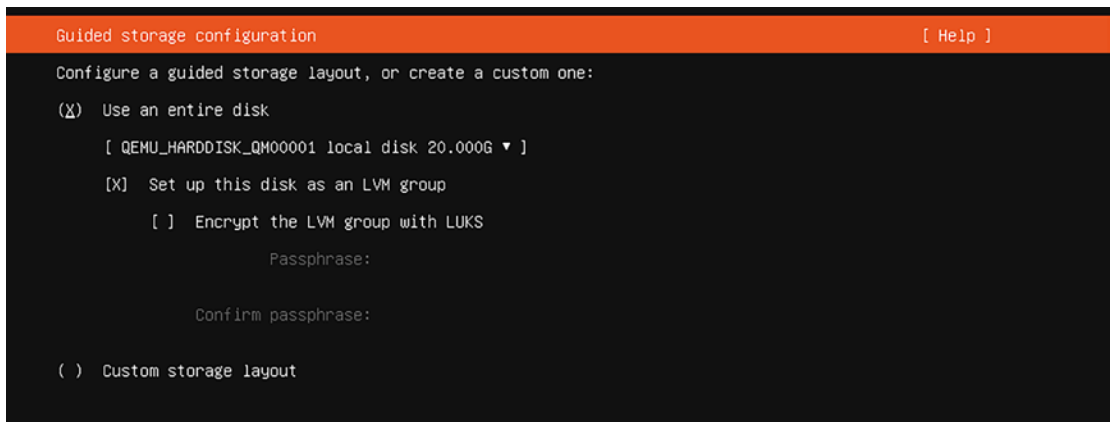 Guided storage configuration [ Help ]
Configure a guided storage layout, or create a custom one:
(X) Use an entire disk
[ QEMU_HARDDISK_QM00001 local disk 20.000G ▾ ]
[X] Set up this disk as an LVM group
[ ] Encrypt the LVM group with LUKS
Passphrase:
Confirm passphrase:
( ) Custom storage layout